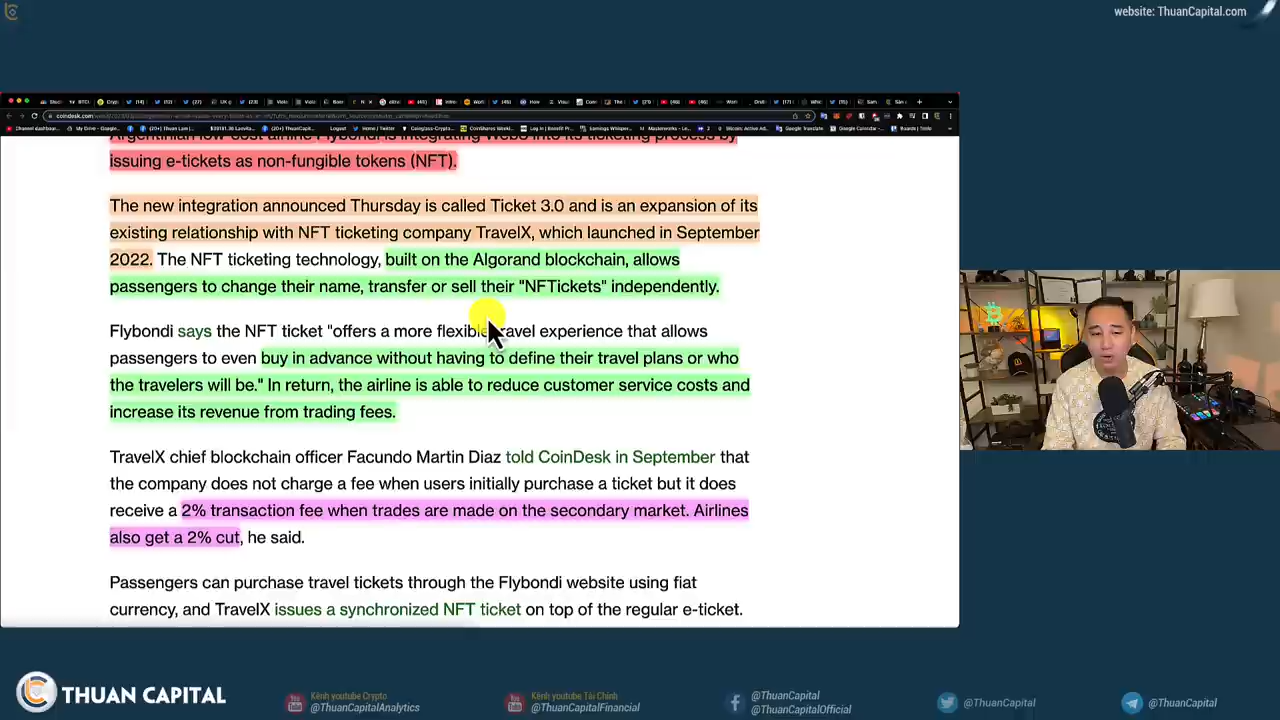 website: ThuanCapital.com
issuing e-tickets as non-fungible tokens (NFT).
The new integration announced Thursday is called Ticket 3.0 and is an expansion of its
existing relationship with NFT ticketing company TravelX, which launched in September
2022. The NFT ticketing technology, built on the Algorand blockchain, allows
passengers to change their name, transfer or sell their "NFTickets" independently.
Flybondi says the NFT ticket "offers a more flexible travel experience that allows
passengers to even buy in advance without having to define their travel plans or who
the travelers will be." In return, the airline is able to reduce customer service costs and
increase its revenue from trading fees.
TravelX chief blockchain officer Facundo Martin Diaz told CoinDesk in September that
the company does not charge a fee when users initially purchase a ticket but it does
receive a 2% transaction fee when trades are made on the secondary market. Airlines
also get a 2% cut, he said.
Passengers can purchase travel tickets through the Flybondi website using fiat
currency, and TravelX issues a synchronized NFT ticket on top of the regular e-ticket.
THUAN CAPITAL
Kênh youtube Crypto
@ThuanCapitalAnalytics
Kênh youtube Tài Chính
@ThuanCapitalFinancial
@ThuanCapital
@ThuanCapitalOfficial
@ThuanCapital
@ThuanCapital